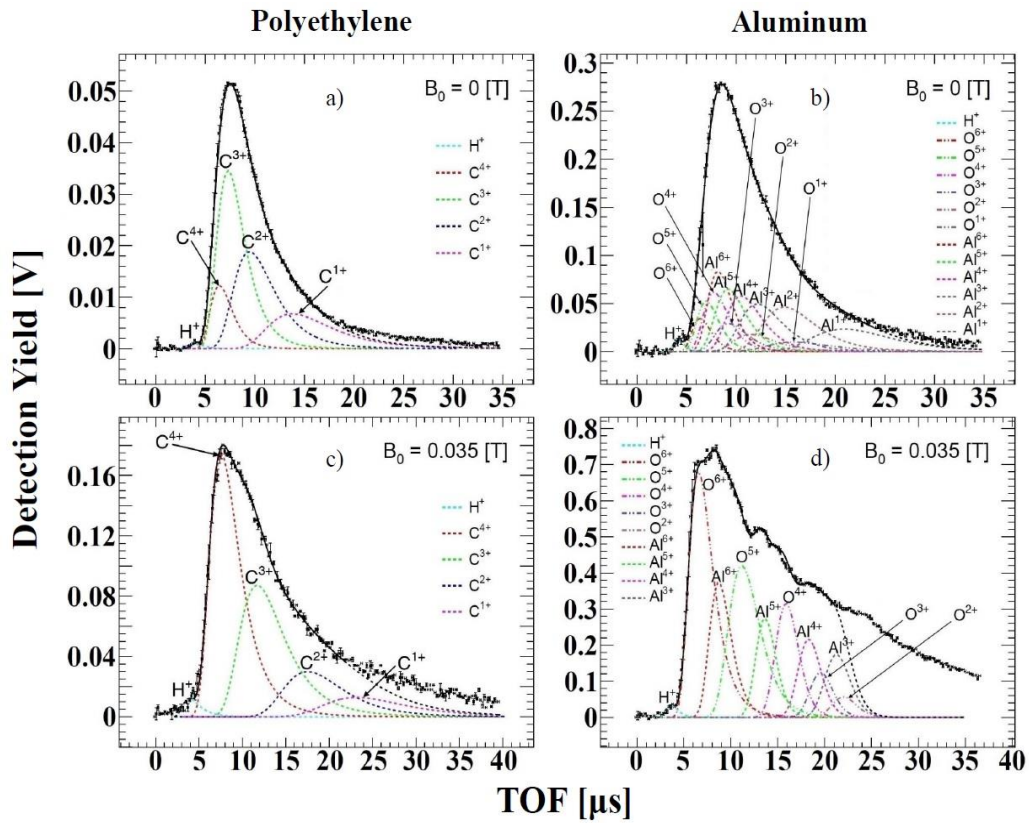 Polyethylene
Aluminum
Detection Yield [V]
a)
B₀ = 0 [T]
0.05
0.04
0.03
0.02
0.01
0
H⁺
C⁴⁺
C³⁺
C²⁺
C¹⁺
H⁺
C⁴⁺
C³⁺
C²⁺
C¹⁺
0 5 10 15 20 25 30 35
b)
B₀ = 0 [T]
0.3
0.25
0.2
0.15
0.1
0.05
0
O³⁺
O²⁺
O¹⁺
O⁴⁺
O⁵⁺
O⁶⁺
H⁺
Al⁶⁺
Al⁵⁺
Al⁴⁺
Al³⁺
Al²⁺
Al¹⁺
H⁺
O⁶⁺
O⁵⁺
O⁴⁺
O³⁺
O²⁺
O¹⁺
Al⁶⁺
Al⁵⁺
Al⁴⁺
Al³⁺
Al²⁺
Al¹⁺
0 5 10 15 20 25 30 35
c)
B₀ = 0.035 [T]
0.16
0.12
0.08
0.04
0
C⁴⁺
C³⁺
C²⁺
C¹⁺
H⁺
H⁺
C⁴⁺
C³⁺
C²⁺
C¹⁺
0 5 10 15 20 25 30 35 40
d)
B₀ = 0.035 [T]
0.8
0.7
0.6
0.5
0.4
0.3
0.2
0.1
0
H⁺
O⁶⁺
O⁵⁺
O⁴⁺
O³⁺
O²⁺
Al⁶⁺
Al⁵⁺
Al⁴⁺
Al³⁺
O⁶⁺
O⁵⁺
Al⁶⁺
Al⁵⁺
O⁴⁺
Al⁴⁺
Al³⁺
O³⁺
O²⁺
H⁺
0 5 10 15 20 25 30 35 40
TOF [µs]